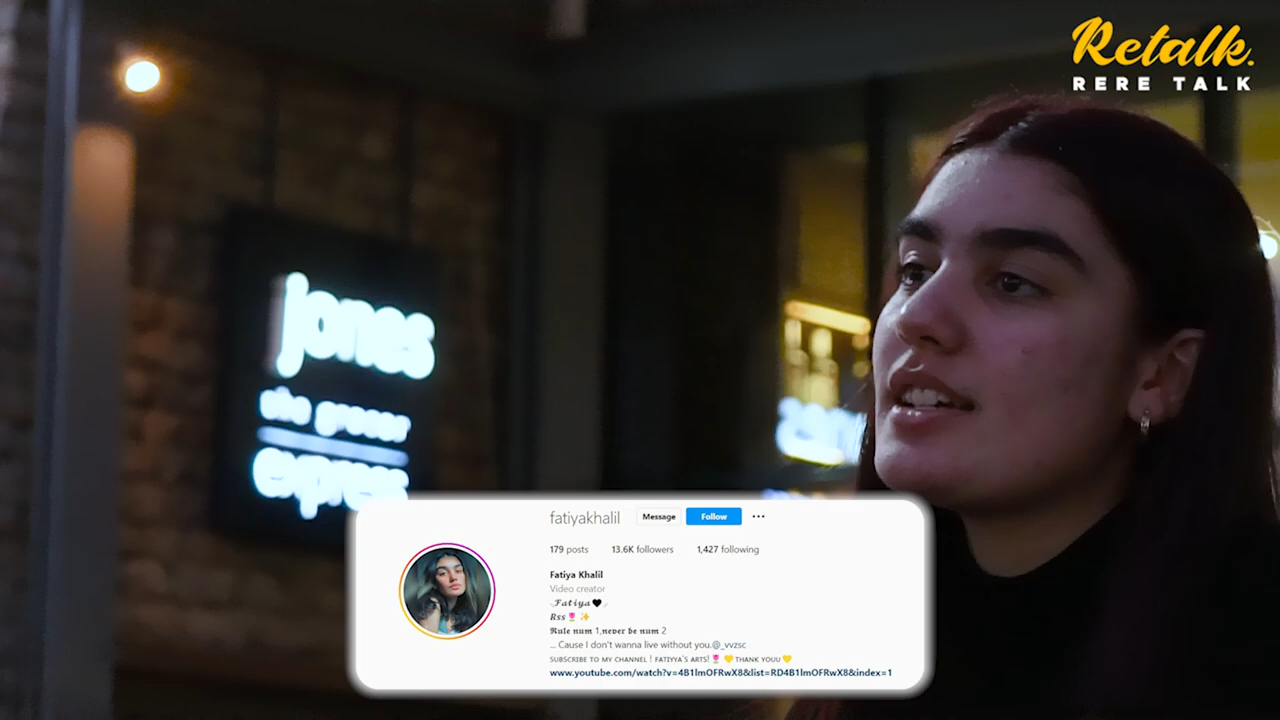 Retalk.
RERE TALK
jones
the grocer
express
fatiyakhalil Message Follow ...
179 posts 13.6K followers 1,427 following
Fatiya Khalil
Video creator
𝓕𝓪𝓽𝓲𝔂𝓪🖤
𝑹𝒔𝒔🌷✨
𝕽𝖚𝖑𝖊 𝖓𝖚𝖒 1,𝖓𝖊𝖛𝖊𝖗 𝖇𝖊 𝖓𝖚𝖒 2
... Cause I don't wanna live without you.@_vvzsc
SUBSCRIBE TO MY CHANNEL ! FATIYYA'S ARTS!🌷 💛THANK YOUU💛
www.youtube.com/watch?v=4B1lmOFRwX8&list=RD4B1lmOFRwX8&index=1